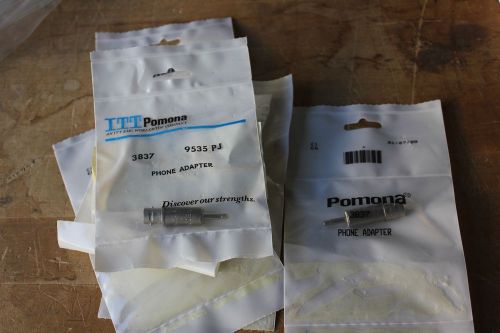 ITT Pomona
3837 9535 PJ
PHONE ADAPTER
Discover our strengths.
Pomona®
3837
PHONE ADAPTER